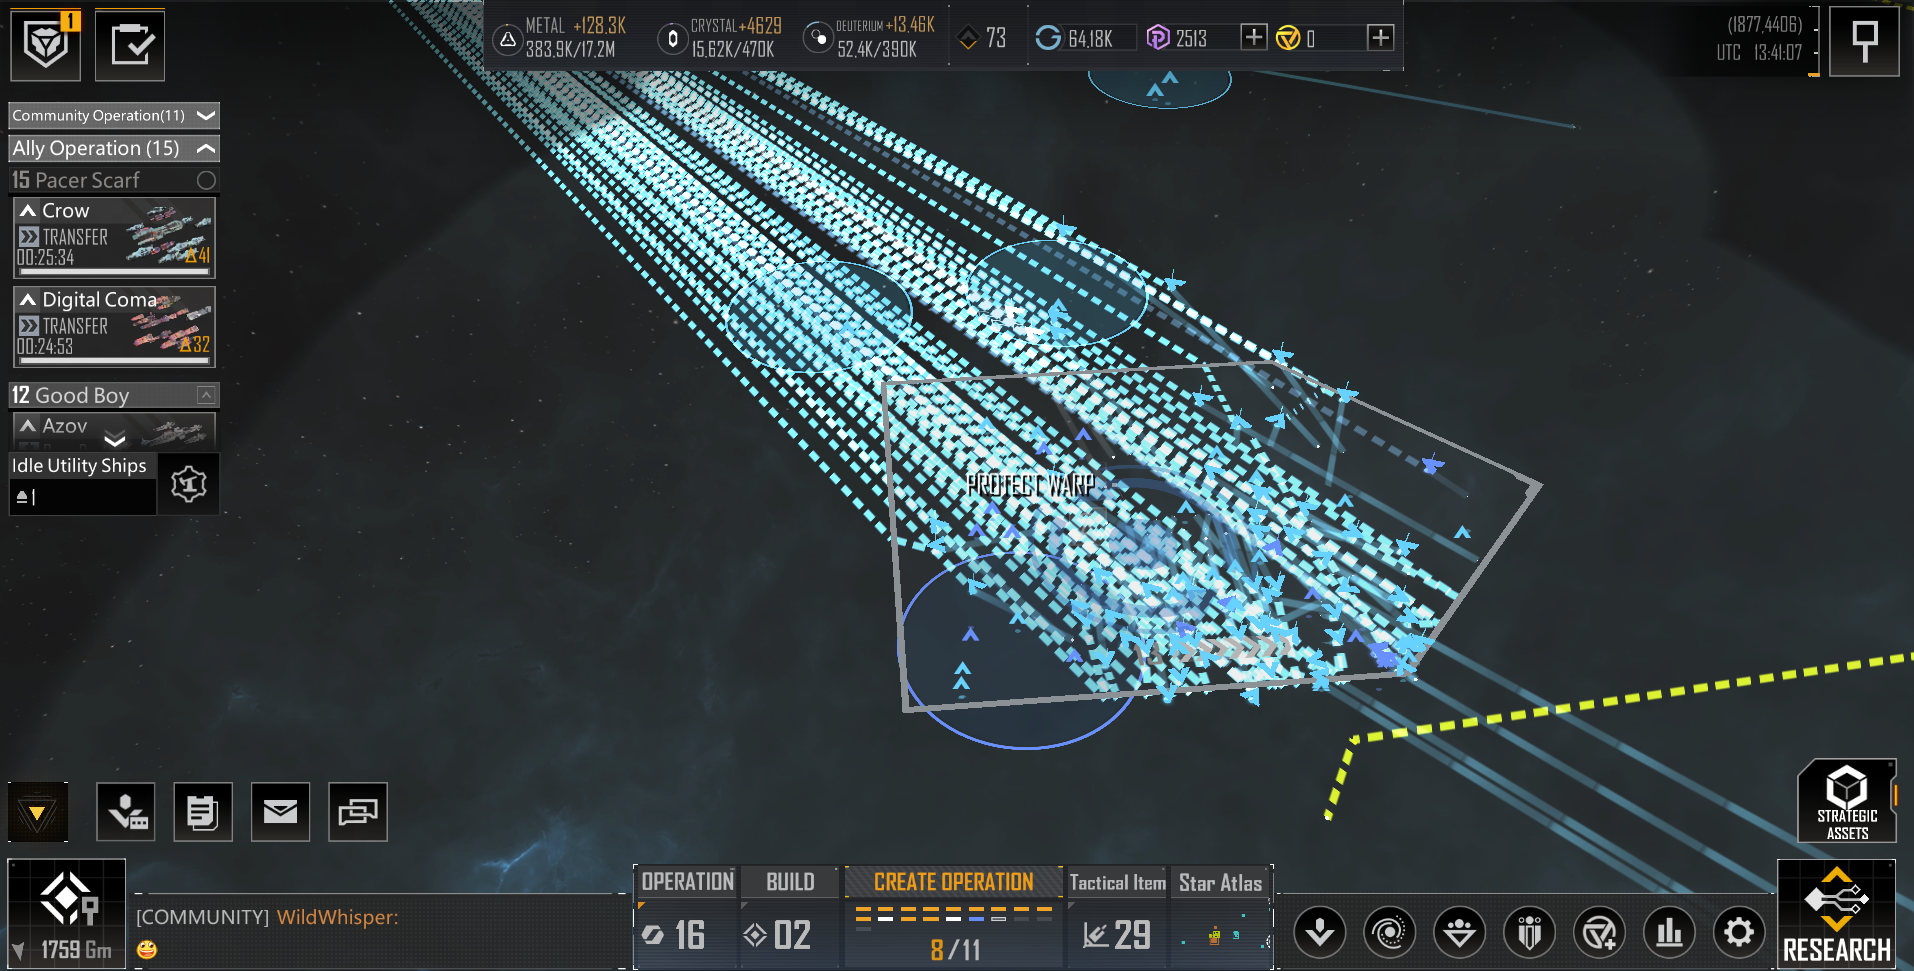 1
METAL +128.3K
383.9K/17.2M
CRYSTAL +4629
15.62K/470K
DEUTERIUM +13.46K
52.4K/390K
73
64.18K
2513
0
(1877,4406)
UTC 13:41:07
Community Operation(11)
Ally Operation (15)
15 Pacer Scarf
Crow
TRANSFER
00:25:34
41
Digital Coma
TRANSFER
00:24:53
32
12 Good Boy
Azov
Idle Utility Ships
1
PROTECT WARP
STRATEGIC
ASSETS
1759 Gm
[COMMUNITY] WildWhisper:
OPERATION
16
BUILD
02
CREATE OPERATION
8/11
Tactical Item
29
Star Atlas
RESEARCH